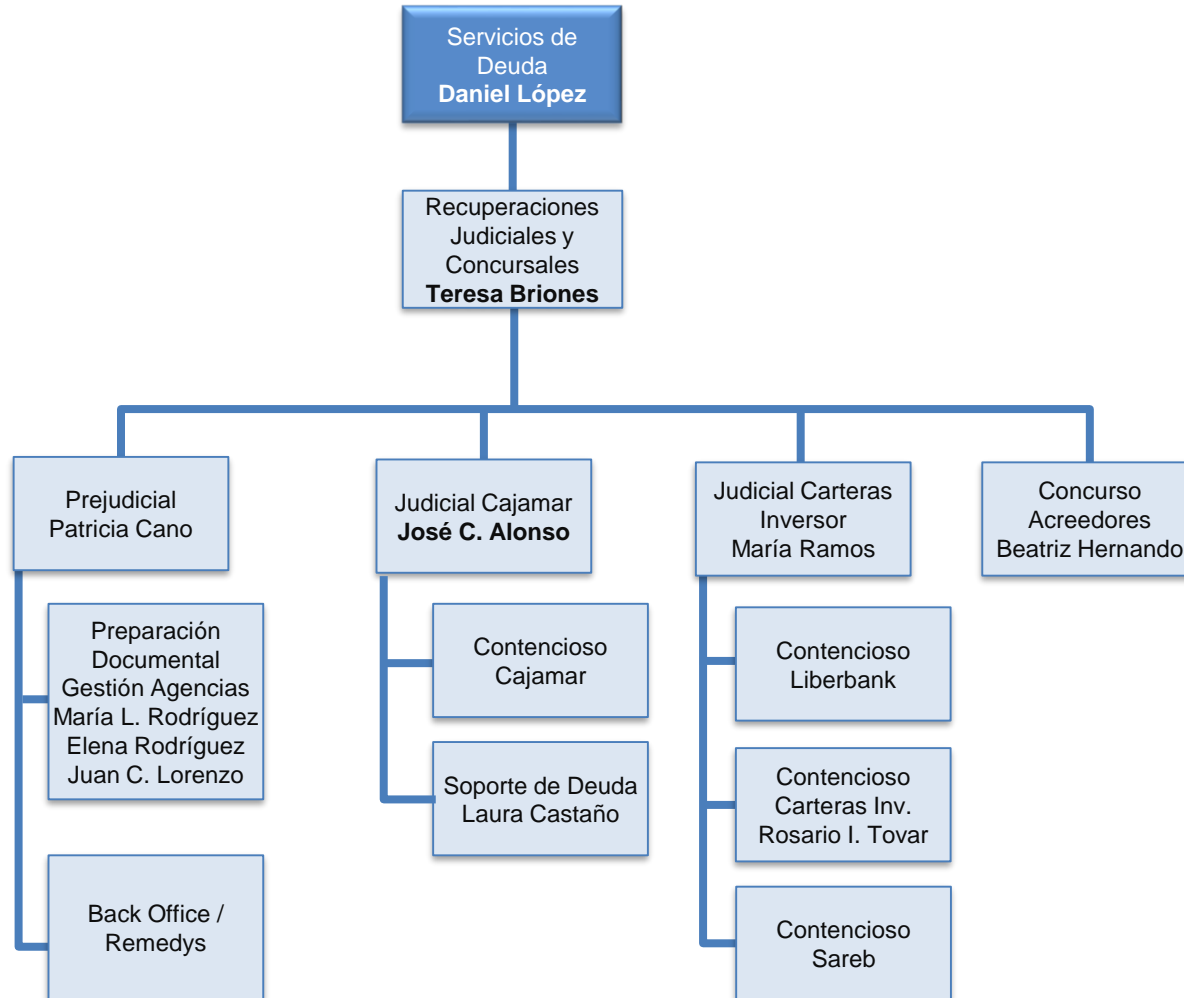 Servicios de
Deuda
Daniel López
Recuperaciones
Judiciales y
Concursales
Teresa Briones
Prejudicial
Patricia Cano
Judicial Cajamar
José C. Alonso
Judicial Carteras
Inversor
María Ramos
Concurso
Acreedores
Beatriz Hernando
Preparación
Documental
Gestión Agencias
María L. Rodríguez
Elena Rodríguez
Juan C. Lorenzo
Back Office /
Remedys
Contencioso
Cajamar
Soporte de Deuda
Laura Castaño
Contencioso
Liberbank
Contencioso
Carteras Inv.
Rosario I. Tovar
Contencioso
Sareb